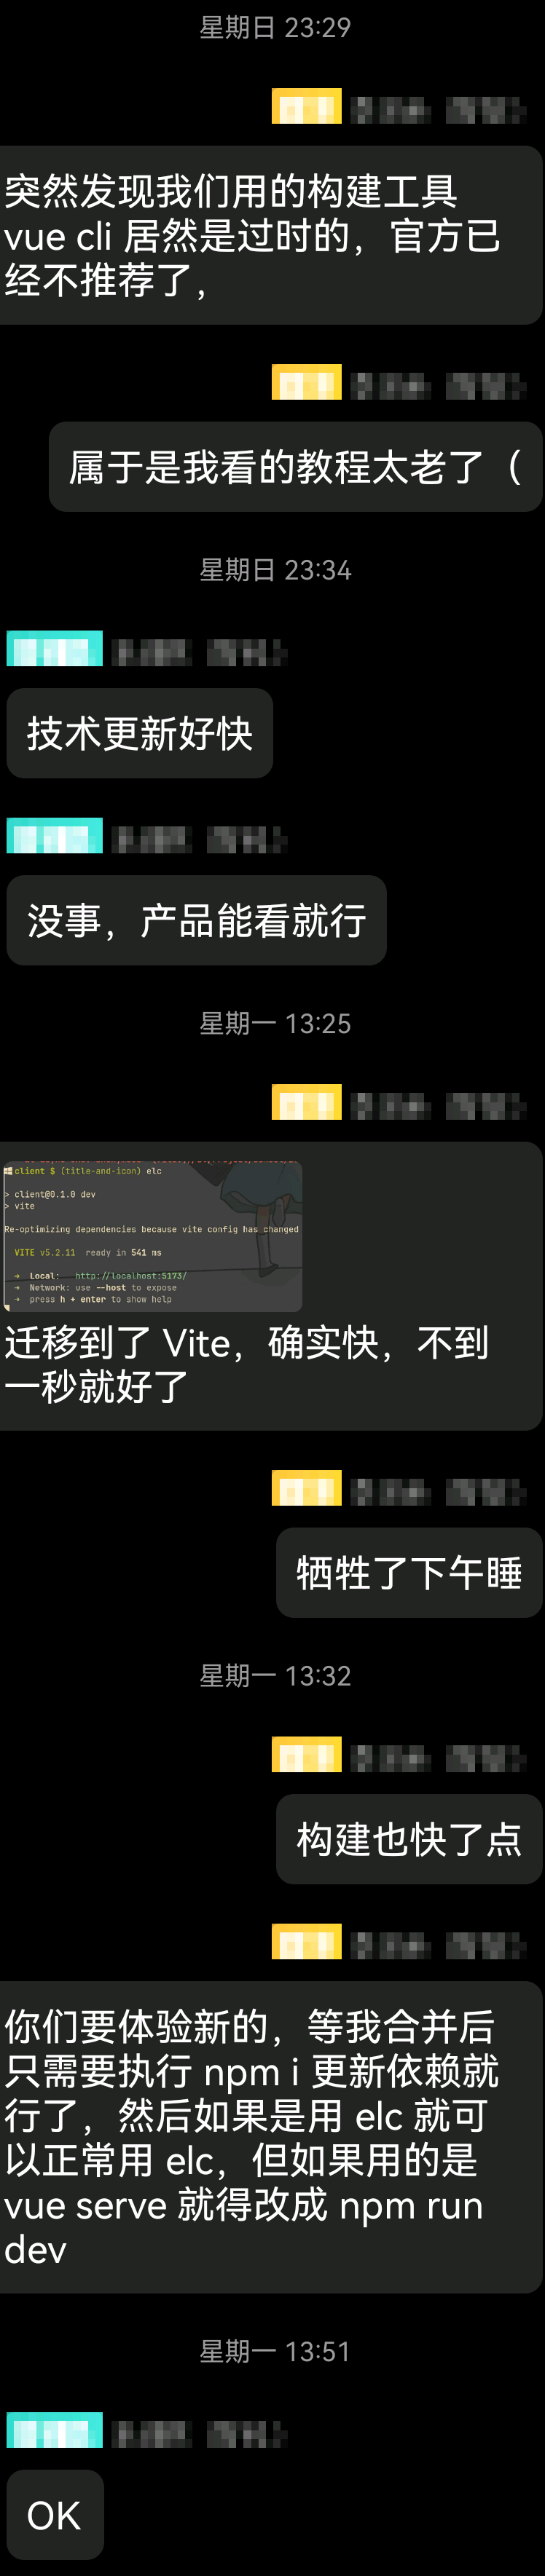 星期日 23:29
突然发现我们用的构建工具
vue cli 居然是过时的，官方已
经不推荐了，
属于是我看的教程太老了（
星期日 23:34
技术更新好快
没事，产品能看就行
星期一 13:25
client $ (title-and-icon) elc
> client@0.1.0 dev
> vite
Re-optimizing dependencies because vite config has changed
VITE v5.2.11 ready in 541 ms
➜ Local: http://localhost:5173/
➜ Network: use --host to expose
➜ press h + enter to show help
迁移到了 Vite，确实快，不到
一秒就好了
牺牲了下午睡
星期一 13:32
构建也快了点
你们要体验新的，等我合并后
只需要执行 npm i 更新依赖就
行了，然后如果是用 elc 就可
以正常用 elc，但如果用的是
vue serve 就得改成 npm run
dev
星期一 13:51
OK